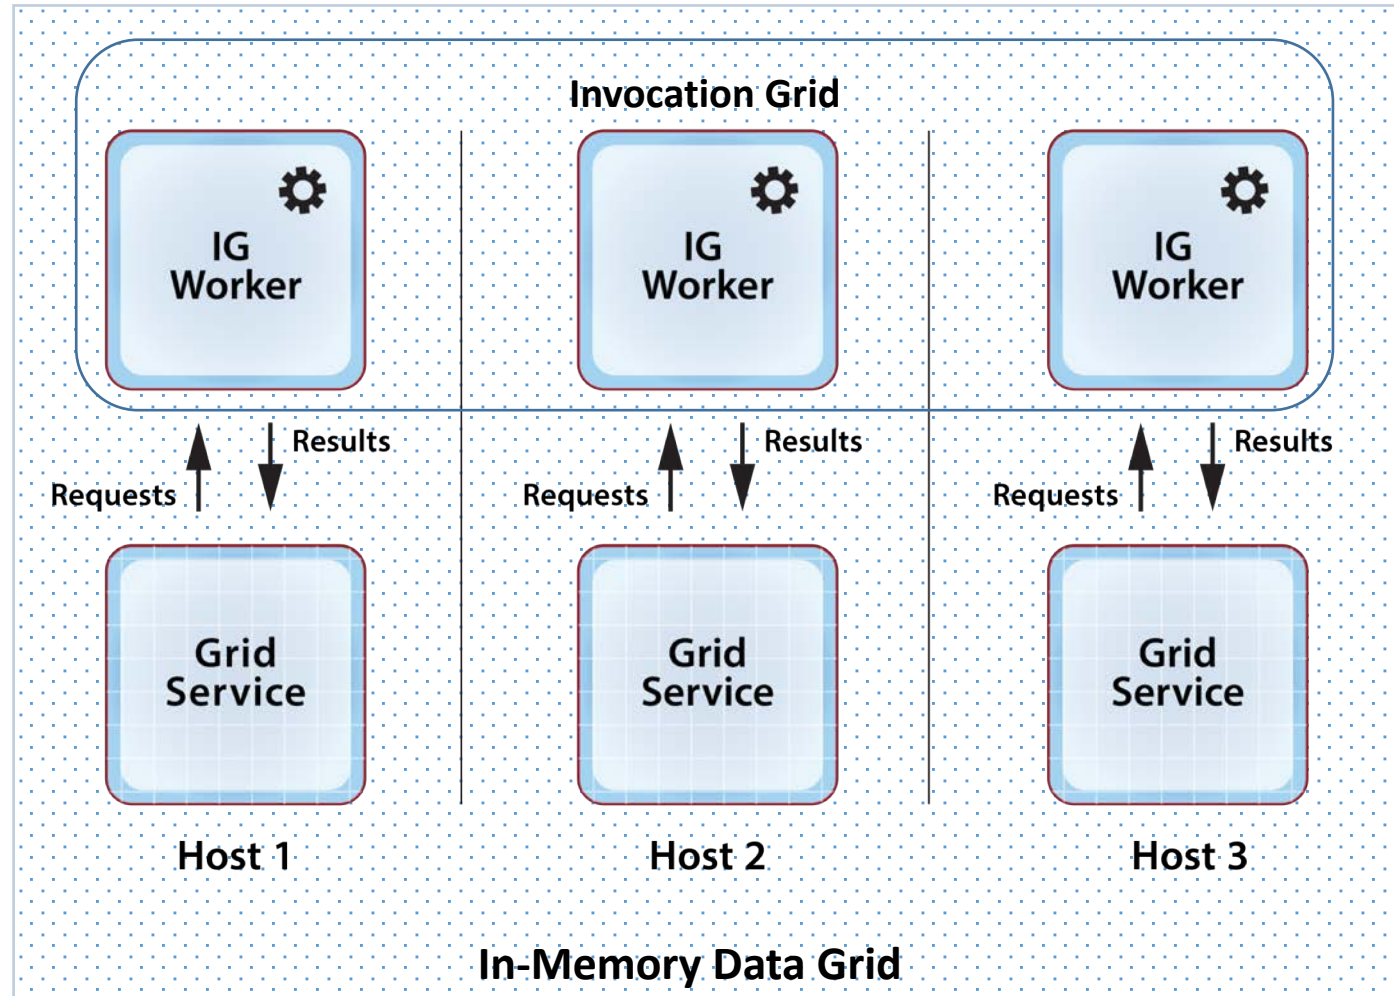 Invocation Grid
IG
Worker
IG
Worker
IG
Worker
Results
Requests
Results
Requests
Results
Requests
Grid
Service
Grid
Service
Grid
Service
Host 1
Host 2
Host 3
In-Memory Data Grid